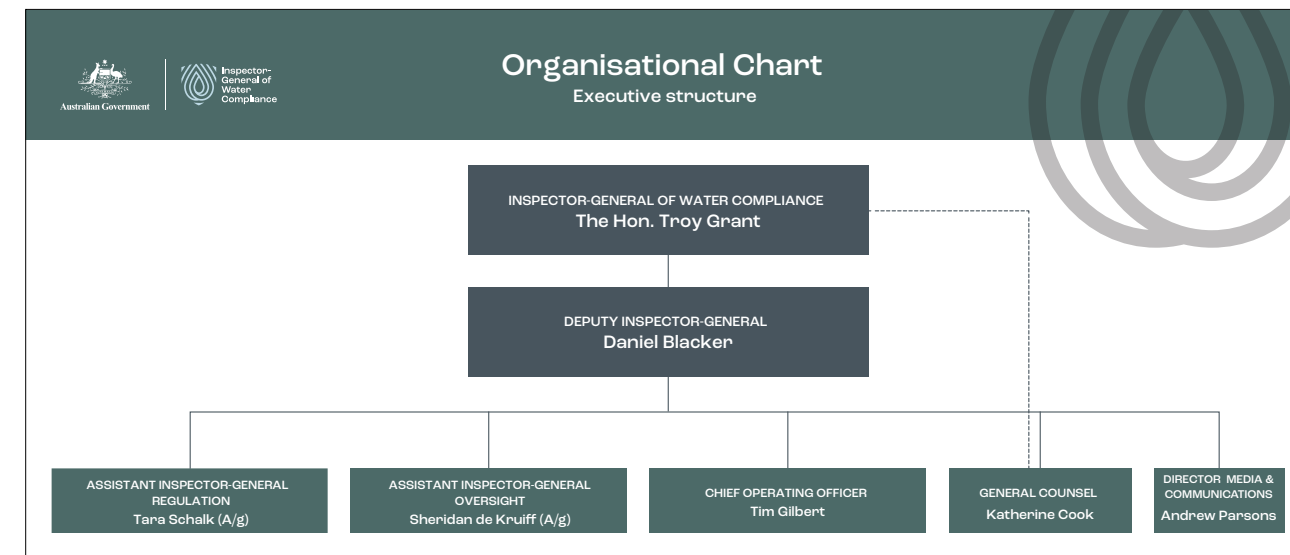 Australian Government
Inspector-
General of
Water
Compliance
Organisational Chart
Executive structure
INSPECTOR-GENERAL OF WATER COMPLIANCE
The Hon. Troy Grant
DEPUTY INSPECTOR-GENERAL
Daniel Blacker
ASSISTANT INSPECTOR-GENERAL
REGULATION
Tara Schalk (A/g)
ASSISTANT INSPECTOR-GENERAL
OVERSIGHT
Sheridan de Kruiff (A/g)
CHIEF OPERATING OFFICER
Tim Gilbert
GENERAL COUNSEL
Katherine Cook
DIRECTOR MEDIA &
COMMUNICATIONS
Andrew Parsons